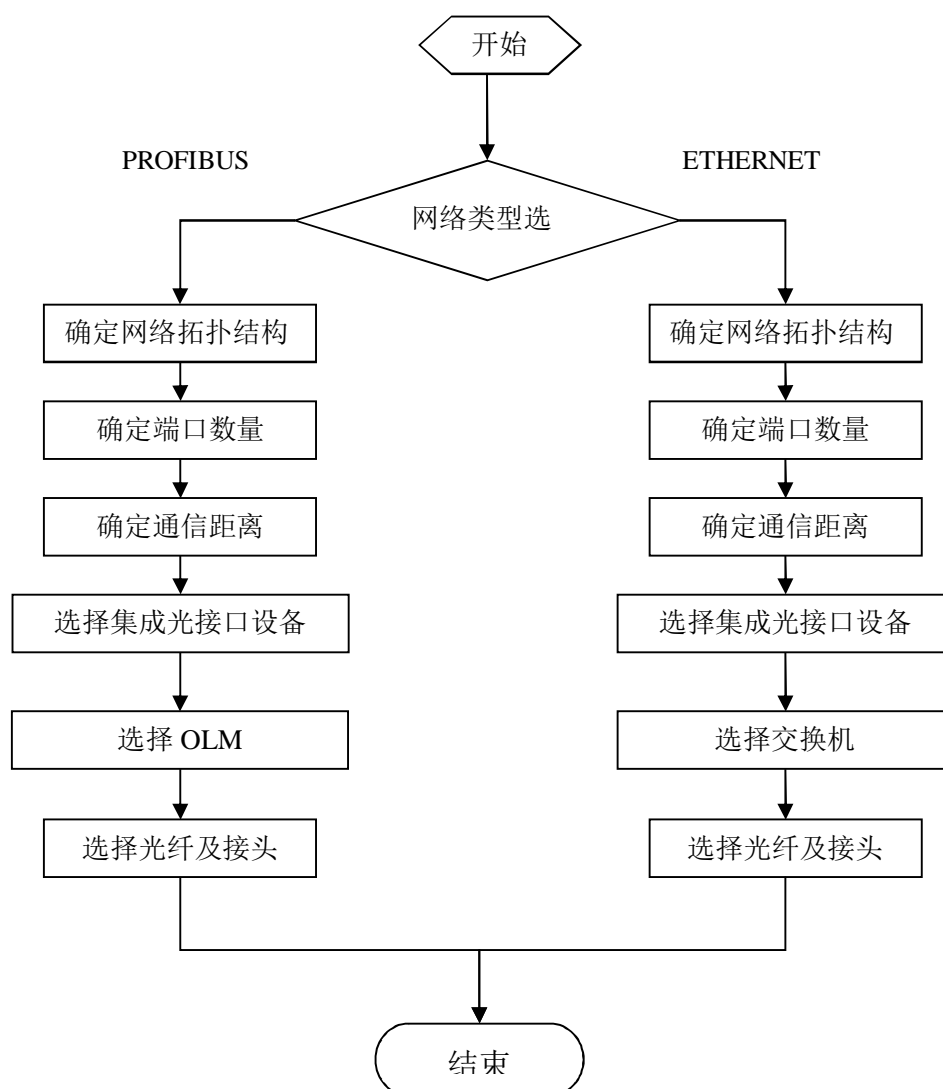 开始
PROFIBUS
ETHERNET
网络类型选
确定网络拓扑结构
确定端口数量
确定通信距离
选择集成光接口设备
选择 OLM
选择光纤及接头
确定网络拓扑结构
确定端口数量
确定通信距离
选择集成光接口设备
选择交换机
选择光纤及接头
结束